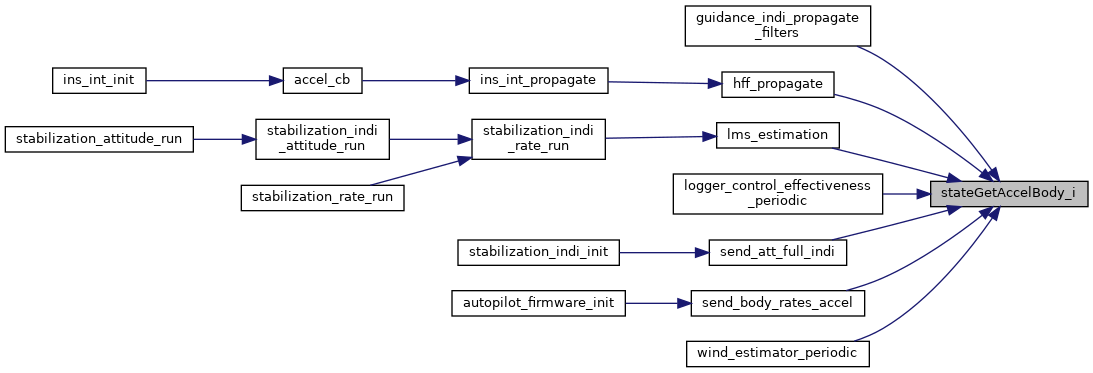 guidance_indi_propagate
_filters
ins_int_init
accel_cb
ins_int_propagate
hff_propagate
stabilization_attitude_run
stabilization_indi
_attitude_run
stabilization_indi
_rate_run
lms_estimation
stabilization_rate_run
logger_control_effectiveness
_periodic
stateGetAccelBody_i
stabilization_indi_init
send_att_full_indi
autopilot_firmware_init
send_body_rates_accel
wind_estimator_periodic